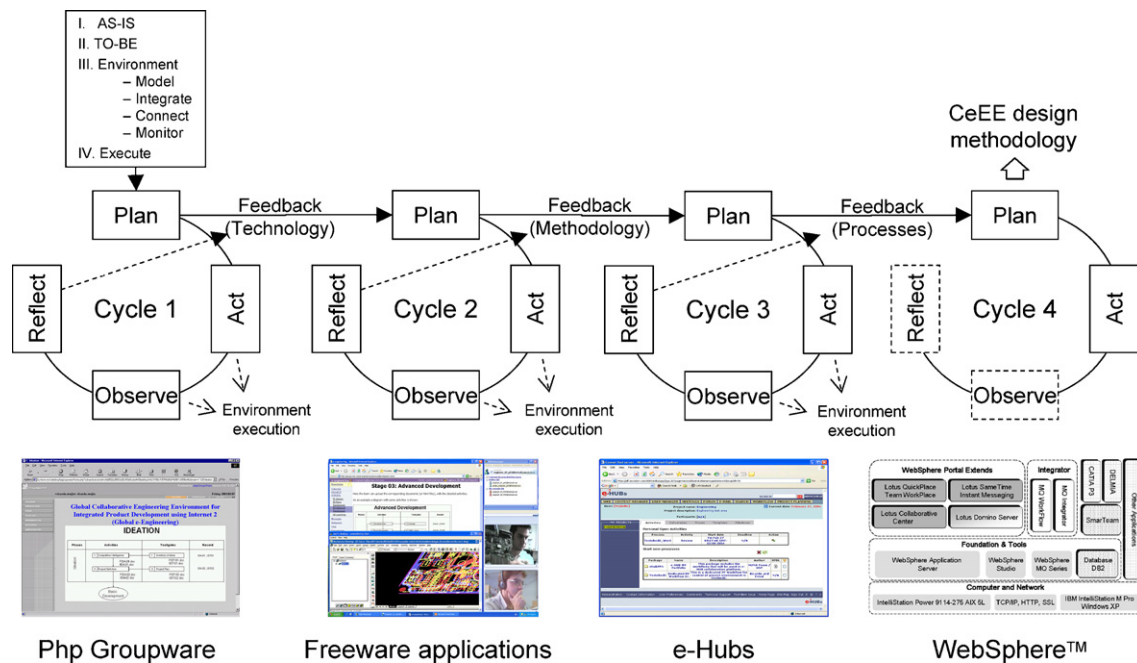 I. AS-IS
II. TO-BE
III. Environment
– Model
– Integrate
– Connect
– Monitor
IV. Execute
CeEE design
methodology
Plan
Feedback
(Technology)
Plan
Feedback
(Methodology)
Plan
Feedback
(Processes)
Plan
Reflect
Cycle 1
Act
Reflect
Cycle 2
Act
Reflect
Cycle 3
Act
Reflect
Cycle 4
Act
Observe
Environment
execution
Observe
Environment
execution
Observe
Environment
execution
Observe
Global Collaborative Engineering Environment for
Integrated Product Development using Internet 2
(Global e-Engineering)
IDEATION
Stage 03: Advanced Development
Advanced Development
e-HUBs
WebSphere Portal Extends
Lotus QuickPlace
Team WorkPlace
Lotus SameTime
Instant Messaging
Lotus Collaborative
Center
Lotus Domino Server
Integrator
MQ WorkFlow
MQ Integrator
CATIA P3
DELMIA
SmarTeam
Other Applications
Foundation & Tools
WebSphere Application
Server
WebSphere
Studio
WebSphere
MQ Series
Database
DB2
Computer and Network
IntelliStation Power 9114-275 AIX 5L
TCP/IP, HTTP, SSL
IBM IntelliStation M Pro
Windows XP
Php Groupware
Freeware applications
e-Hubs
WebSphere™